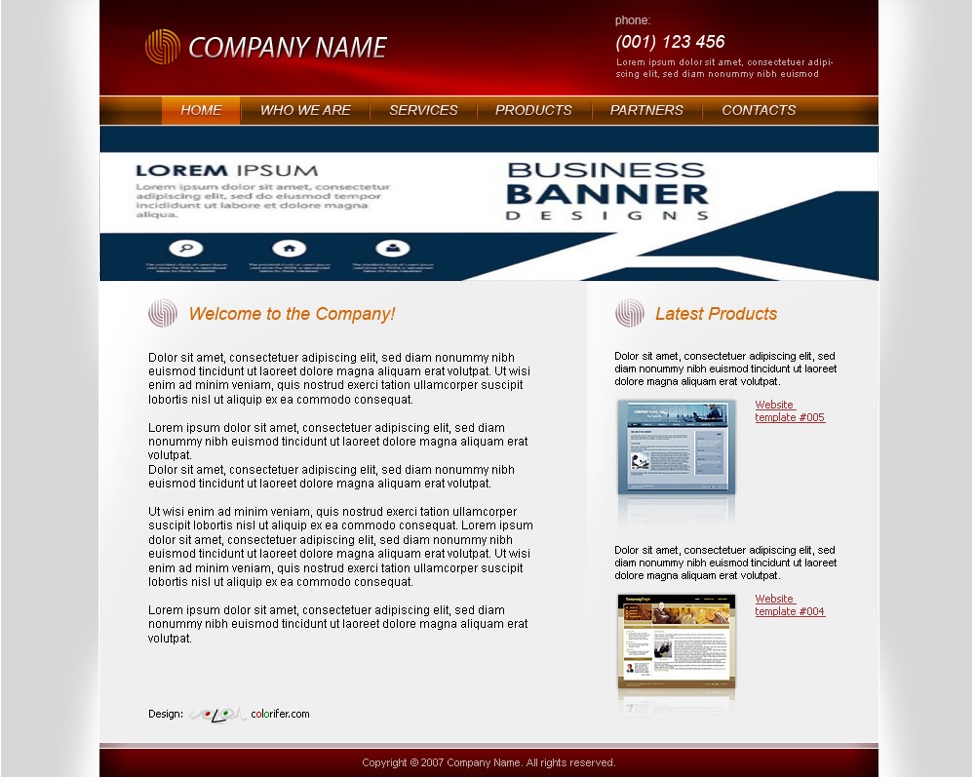 COMPANY NAME
phone:
(001) 123 456
Lorem ipsum dolor sit amet, consectetuer adipi-
scing elit, sed diam nonummy nibh euismod
HOME WHO WE ARE SERVICES PRODUCTS PARTNERS CONTACTS
LOREM IPSUM
Lorem ipsum dolor sit amet, consectetur
adipiscing elit, sed do eiusmod tempor
incididunt ut labore et dolore magna
aliqua.
BUSINESS
BANNER
DESIGNS
Welcome to the Company!
Dolor sit amet, consectetuer adipiscing elit, sed diam nonummy nibh
euismod tincidunt ut laoreet dolore magna aliquam erat volutpat. Ut wisi
enim ad minim veniam, quis nostrud exerci tation ullamcorper suscipit
lobortis nisl ut aliquip ex ea commodo consequat.
Lorem ipsum dolor sit amet, consectetuer adipiscing elit, sed diam
nonummy nibh euismod tincidunt ut laoreet dolore magna aliquam erat
volutpat.
Dolor sit amet, consectetuer adipiscing elit, sed diam nonummy nibh
euismod tincidunt ut laoreet dolore magna aliquam erat volutpat.
Ut wisi enim ad minim veniam, quis nostrud exerci tation ullamcorper
suscipit lobortis nisl ut aliquip ex ea commodo consequat. Lorem ipsum
dolor sit amet, consectetuer adipiscing elit, sed diam nonummy nibh
euismod tincidunt ut laoreet dolore magna aliquam erat volutpat. Ut wisi
enim ad minim veniam, quis nostrud exerci tation ullamcorper suscipit
lobortis nisl ut aliquip ex ea commodo consequat.
Lorem ipsum dolor sit amet, consectetuer adipiscing elit, sed diam
nonummy nibh euismod tincidunt ut laoreet dolore magna aliquam erat
volutpat.
Design: colorifer.com
Latest Products
Dolor sit amet, consectetuer adipiscing elit, sed diam
nonummy nibh euismod tincidunt ut laoreet
dolore magna aliquam erat volutpat.
Website
template #005
Dolor sit amet, consectetuer adipiscing elit, sed diam
nonummy nibh euismod tincidunt ut laoreet
dolore magna aliquam erat volutpat.
Website
template #004
Copyright © 2007 Company Name. All rights reserved.